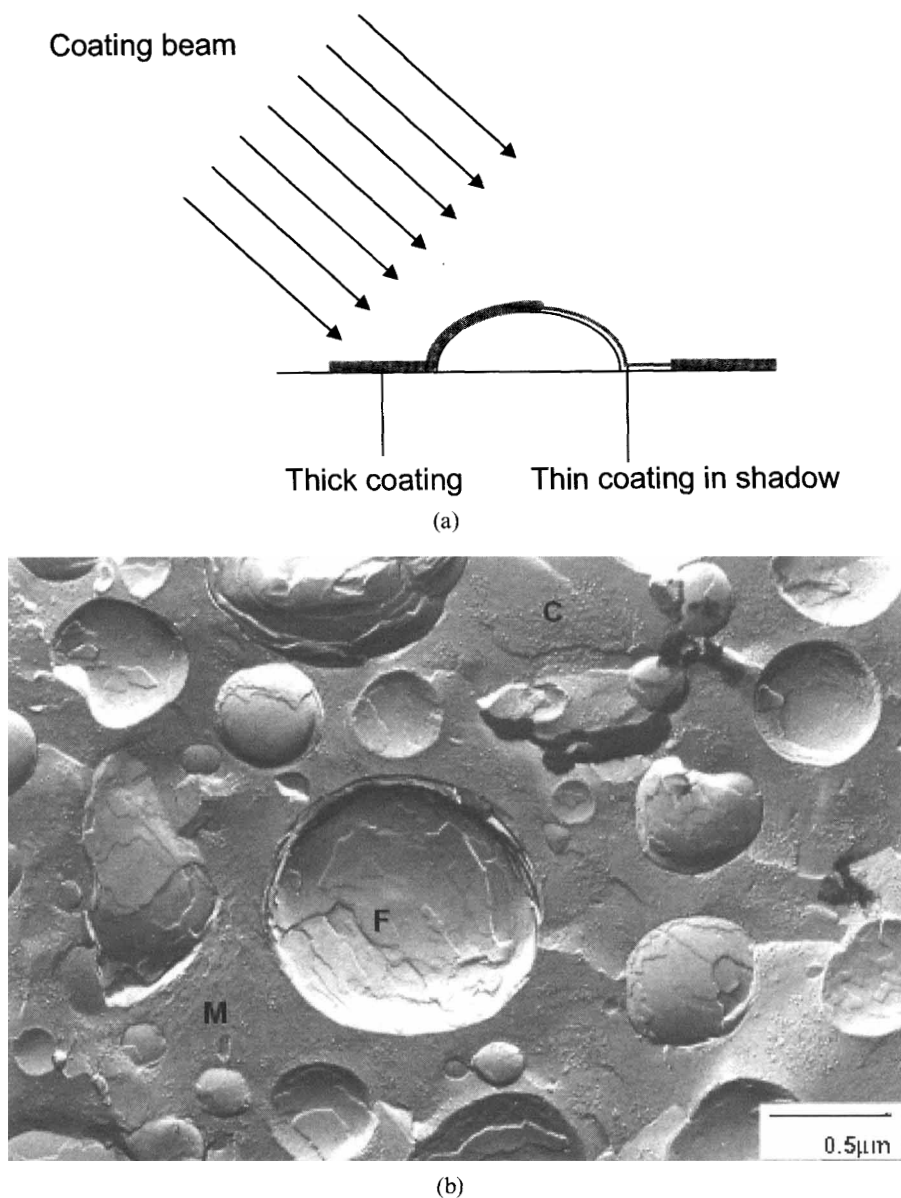 Coating beam
Thick coating
Thin coating in shadow
(a)
C
F
M
0.5μm
(b)